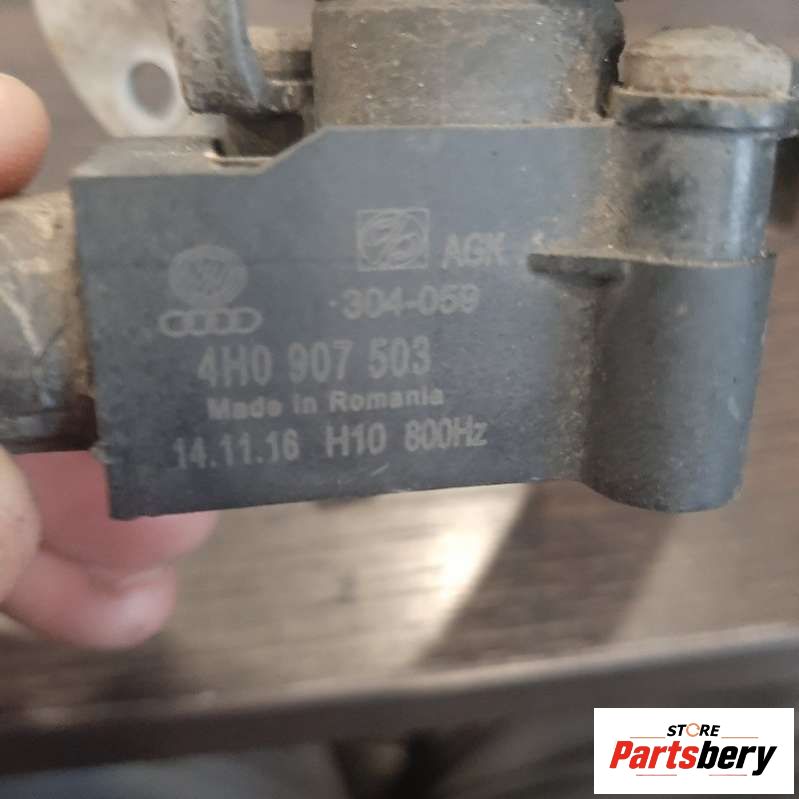 AGK
304-059
4H0 907 503
Made in Romania
14.11.16 H10 800Hz
STORE
Partsbery